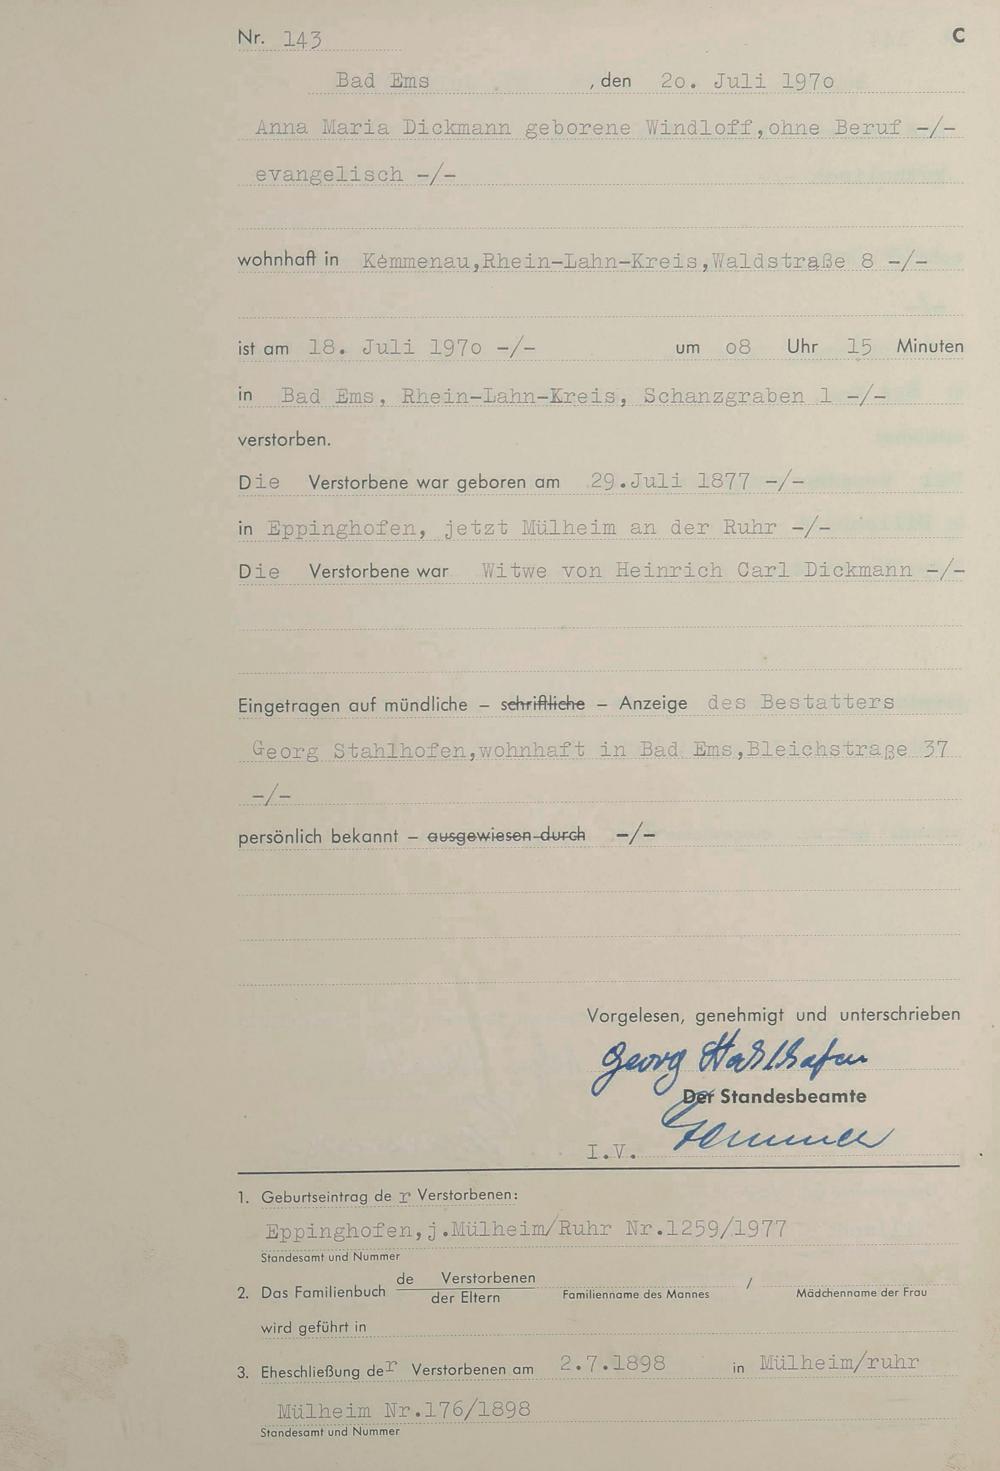 Nr. 143 C
Bad Ems , den 2o. Juli 197o
Anna Maria Dickmann geborene Windloff,ohne Beruf -/-
evangelisch -/-
wohnhaft in Kemmenau,Rhein-Lahn-Kreis,Waldstraße 8 -/-
ist am 18. Juli 197o -/- um o8 Uhr 15 Minuten
in Bad Ems, Rhein-Lahn-Kreis, Schanzgraben 1 -/-
verstorben.
Die Verstorbene war geboren am 29.Juli 1877 -/-
in Eppinghofen, jetzt Mülheim an der Ruhr -/-
Die Verstorbene war Witwe von Heinrich Carl Dickmann -/-
Eingetragen auf mündliche – schriftliche – Anzeige des Bestatters
Georg Stahlhofen,wohnhaft in Bad Ems,Bleichstraße 37
-/-
persönlich bekannt – ausgewiesen durch -/-
Vorgelesen, genehmigt und unterschrieben
Georg Stahlhofen
Der Standesbeamte
I.V.
1. Geburtseintrag de r Verstorbenen:
Eppinghofen,j.Mülheim/Ruhr Nr.1259/1977
Standesamt und Nummer
2. Das Familienbuch de Verstorbenen / der Eltern /
Familienname des Mannes Mädchenname der Frau
wird geführt in
3. Eheschließung der Verstorbenen am 2.7.1898 in Mülheim/ruhr
Mülheim Nr.176/1898
Standesamt und Nummer